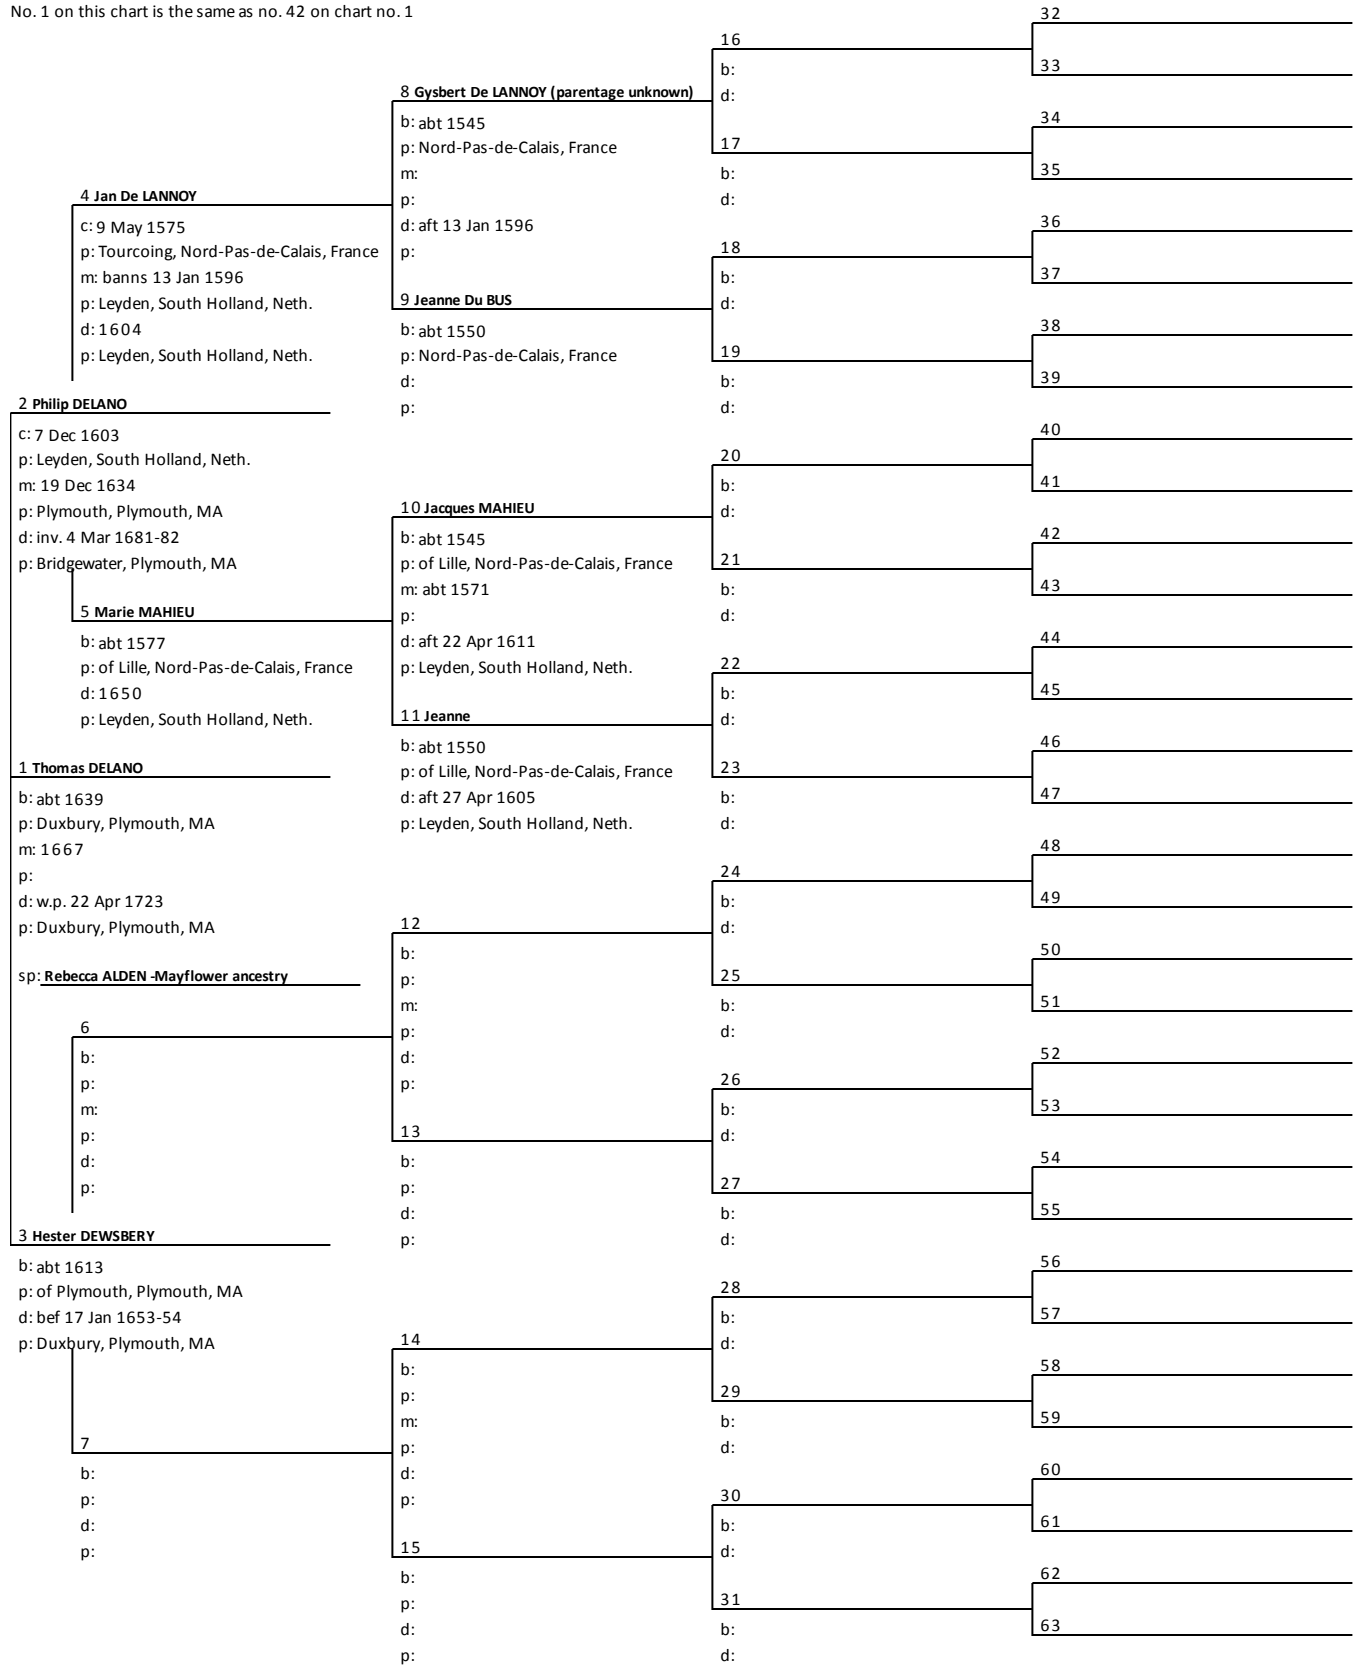 No. 1 on this chart is the same as no. 42 on chart no. 1
4 Jan De LANNOY
c: 9 May 1575
p: Tourcoing, Nord-Pas-de-Calais, France
m: banns 13 Jan 1596
p: Leyden, South Holland, Neth.
d: 1604
p: Leyden, South Holland, Neth.
2 Philip DELANO
c: 7 Dec 1603
p: Leyden, South Holland, Neth.
m: 19 Dec 1634
p: Plymouth, Plymouth, MA
d: inv. 4 Mar 1681-82
p: Bridgewater, Plymouth, MA
5 Marie MAHIEU
b: abt 1577
p: of Lille, Nord-Pas-de-Calais, France
d: 1650
p: Leyden, South Holland, Neth.
1 Thomas DELANO
b: abt 1639
p: Duxbury, Plymouth, MA
m: 1667
p:
d: w.p. 22 Apr 1723
p: Duxbury, Plymouth, MA
sp: Rebecca ALDEN -Mayflower ancestry
6
b:
p:
m:
p:
d:
p:
3 Hester DEWSBERY
b: abt 1613
p: of Plymouth, Plymouth, MA
d: bef 17 Jan 1653-54
p: Duxbury, Plymouth, MA
7
b:
p:
d:
p:
8 Gysbert De LANNOY (parentage unknown)
b: abt 1545
p: Nord-Pas-de-Calais, France
m:
p:
d: aft 13 Jan 1596
p:
9 Jeanne Du BUS
b: abt 1550
p: Nord-Pas-de-Calais, France
d:
p:
10 Jacques MAHIEU
b: abt 1545
p: of Lille, Nord-Pas-de-Calais, France
m: abt 1571
p:
d: aft 22 Apr 1611
p: Leyden, South Holland, Neth.
11 Jeanne
b: abt 1550
p: of Lille, Nord-Pas-de-Calais, France
d: aft 27 Apr 1605
p: Leyden, South Holland, Neth.
12
b:
p:
m:
p:
d:
p:
13
b:
p:
d:
p:
14
b:
p:
m:
p:
d:
p:
15
b:
p:
d:
p:
16
b:
d:
17
b:
d:
18
b:
d:
19
b:
d:
20
b:
d:
21
b:
d:
22
b:
d:
23
b:
d:
24
b:
d:
25
b:
d:
26
b:
d:
27
b:
d:
28
b:
d:
29
b:
d:
30
b:
d:
31
b:
d:
32
33
34
35
36
37
38
39
40
41
42
43
44
45
46
47
48
49
50
51
52
53
54
55
56
57
58
59
60
61
62
63